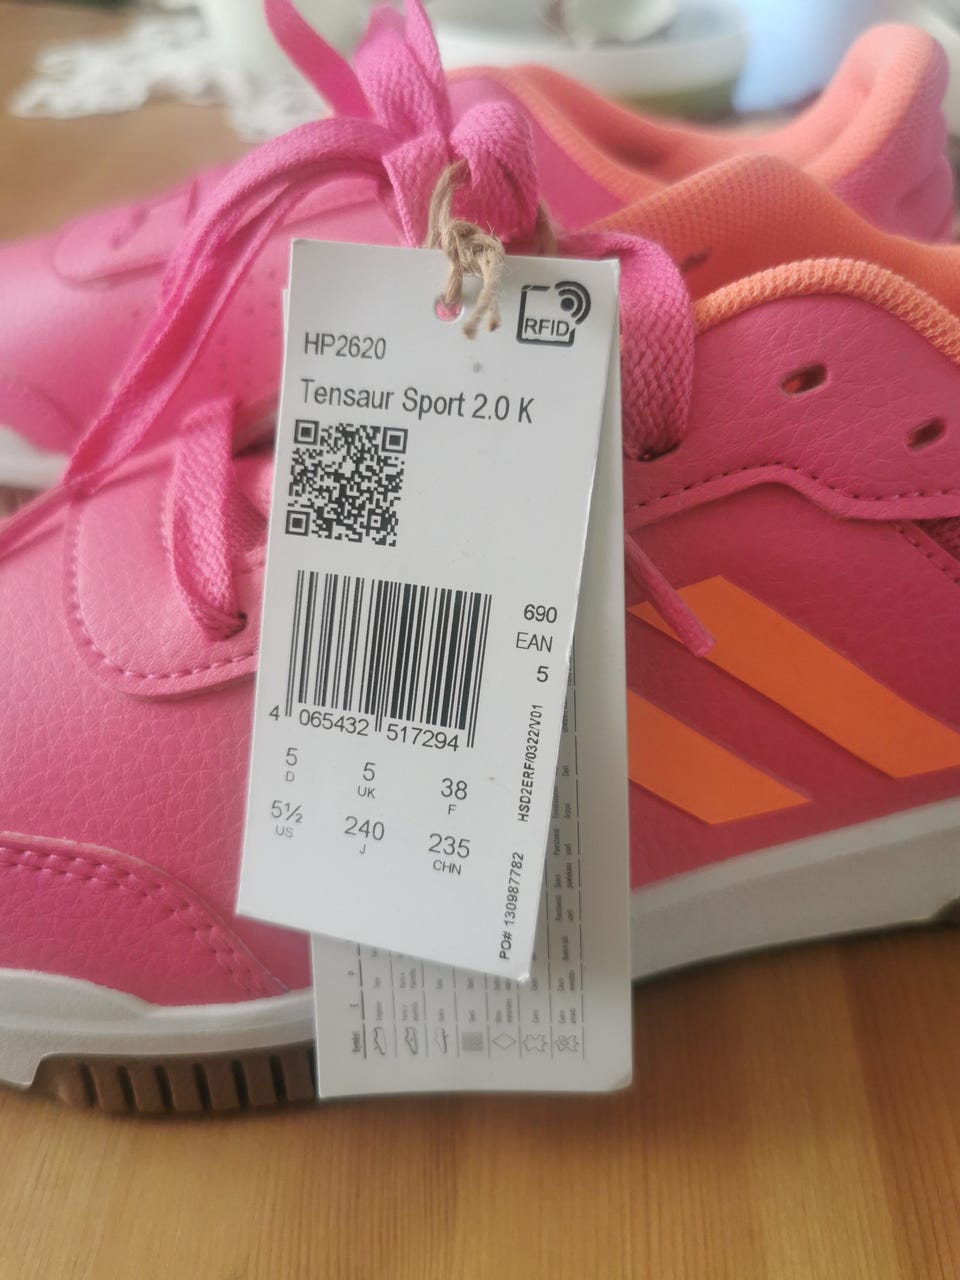 RFID
HP2620
Tensaur Sport 2.0 K
690
EAN
5
4 065432 517294
5 5 38
D UK F
5½ 240 235
US J CHN
HSD2ERF/0322/V01
PO# 130987782